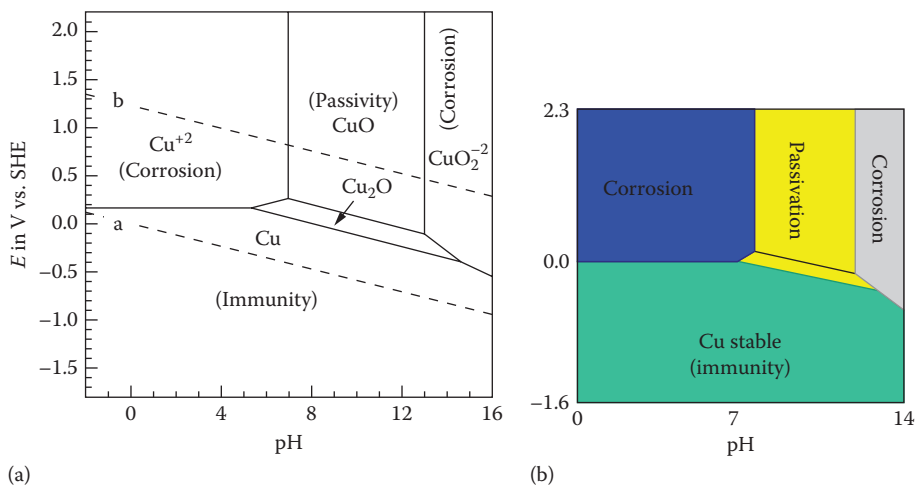 2.0
1.5
1.0
0.5
0.0
−0.5
−1.0
−1.5
E in V vs. SHE
b
a
Cu+2
(Corrosion)
(Passivity)
CuO
(Corrosion)
CuO2−2
Cu2O
Cu
(Immunity)
0 4 8 12 16
pH
(a)
2.3
0.0
−1.6
Corrosion
Passivation
Corrosion
Cu stable
(immunity)
0 7 14
pH
(b)